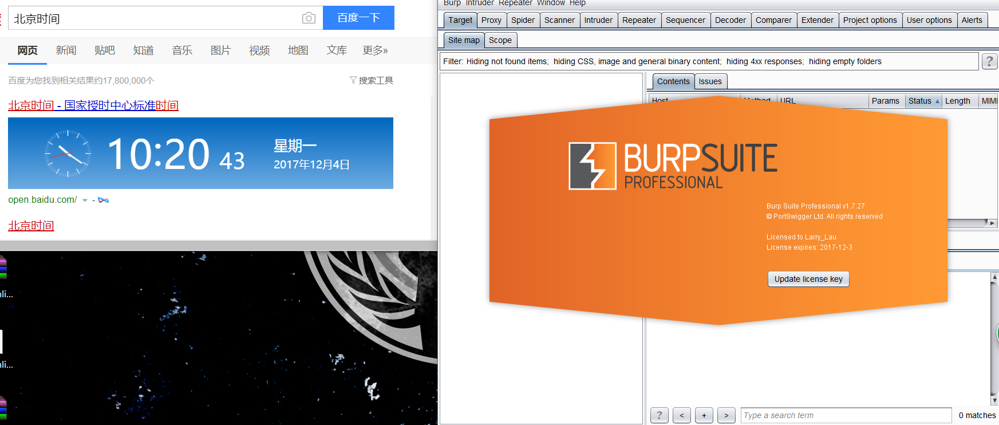 北京时间
百度一下
网页 新闻 贴吧 知道 音乐 图片 视频 地图 文库 更多»
百度为您找到相关结果约17,800,000个
搜索工具
北京时间 - 国家授时中心标准时间
10:20 43
星期一
2017年12月4日
open.baidu.com/ -
北京时间
Burp Intruder Repeater Window Help
Target Proxy Spider Scanner Intruder Repeater Sequencer Decoder Comparer Extender Project options User options Alerts
Site map Scope
Filter: Hiding not found items; hiding CSS, image and general binary content; hiding 4xx responses; hiding empty folders
?
Contents Issues
Host Method URL Params Status Length MIM
BURPSUITE
PROFESSIONAL
Burp Suite Professional v1.7.27
© PortSwigger Ltd. All rights reserved
Licensed to Larry_Lau
License expires: 2017-12-3
Update license key
? < + > Type a search term 0 matches